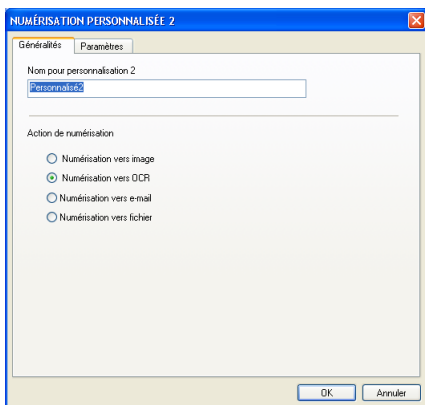 NUMÉRISATION PERSONNALISÉE 2
Généralités Paramètres
Nom pour personnalisation 2
Personnalisé2
Action de numérisation
Numérisation vers image
Numérisation vers OCR
Numérisation vers e-mail
Numérisation vers fichier
OK Annuler